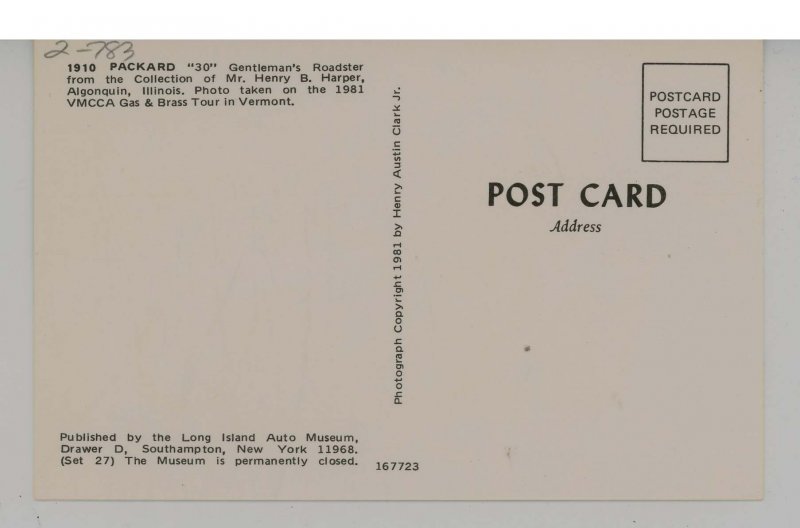 2-783
1910 PACKARD "30" Gentleman's Roadster
from the Collection of Mr. Henry B. Harper,
Algonquin, Illinois. Photo taken on the 1981
VMCCA Gas & Brass Tour in Vermont.
Published by the Long Island Auto Museum,
Drawer D, Southampton, New York 11968.
(Set 27) The Museum is permanently closed.
167723
Photograph Copyright 1981 by Henry Austin Clark Jr.
POSTCARD
POSTAGE
REQUIRED
POST CARD
Address